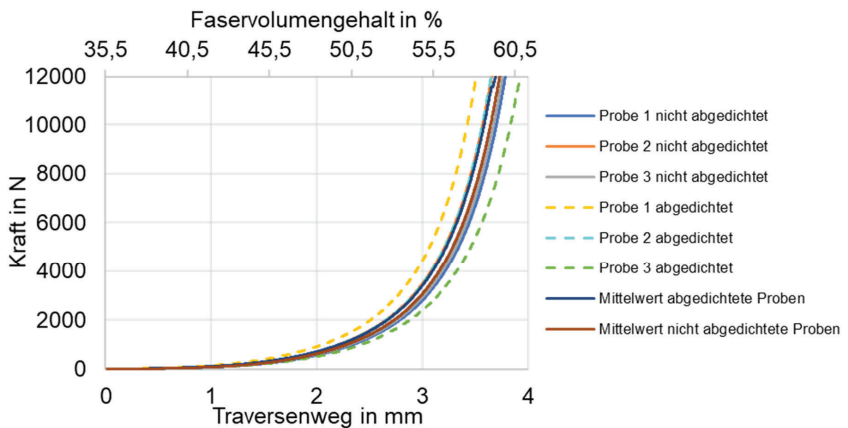 Faservolumengehalt in %
35,5 40,5 45,5 50,5 55,5 60,5
Kraft in N
12000
10000
8000
6000
4000
2000
0
0 1 2 3 4
Traversenweg in mm
Probe 1 nicht abgedichtet
Probe 2 nicht abgedichtet
Probe 3 nicht abgedichtet
Probe 1 abgedichtet
Probe 2 abgedichtet
Probe 3 abgedichtet
Mittelwert abgedichtete Proben
Mittelwert nicht abgedichtete Proben